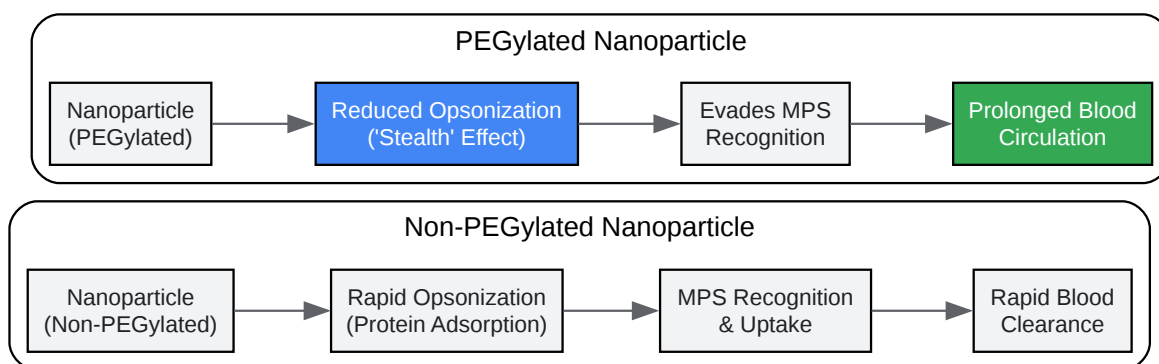 PEGylated Nanoparticle
Nanoparticle
(PEGylated)
Reduced Opsonization
('Stealth' Effect)
Evades MPS
Recognition
Prolonged Blood
Circulation
Non-PEGylated Nanoparticle
Nanoparticle
(Non-PEGylated)
Rapid Opsonization
(Protein Adsorption)
MPS Recognition
& Uptake
Rapid Blood
Clearance